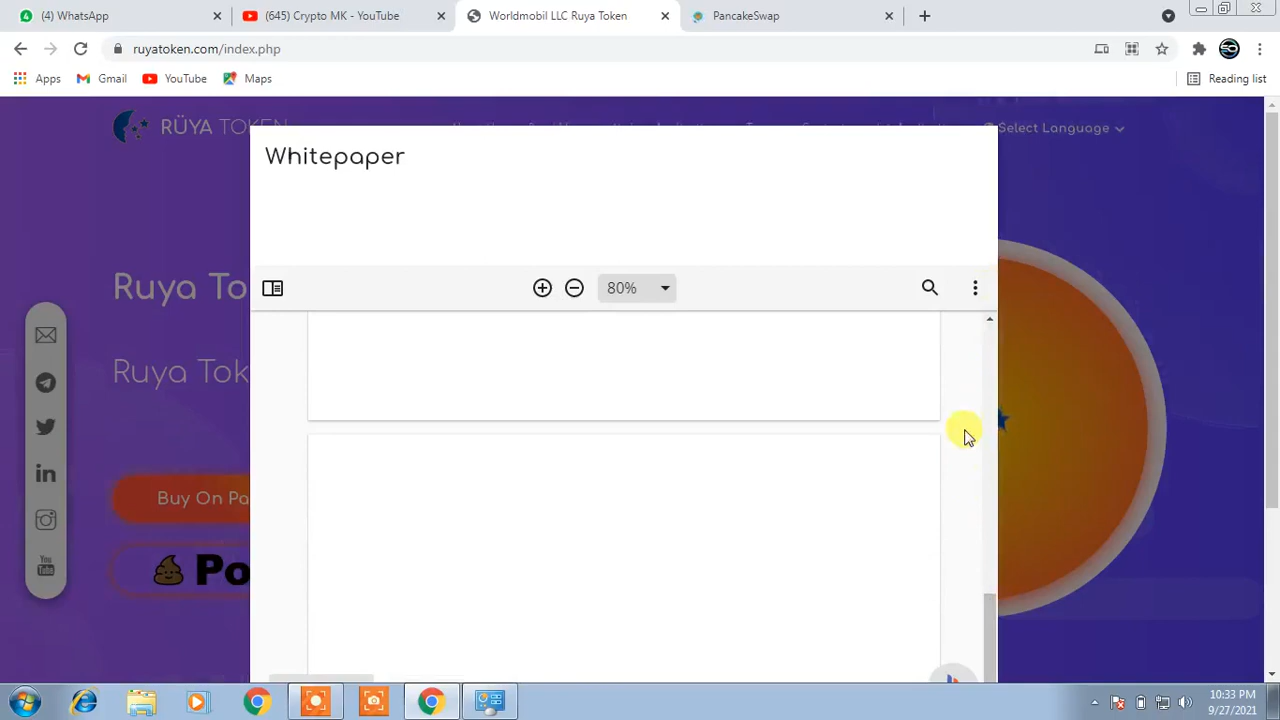 (4) WhatsApp
(645) Crypto MK - YouTube
Worldmobil LLC Ruya Token
PancakeSwap
ruyatoken.com/index.php
Apps
Gmail
YouTube
Maps
Reading list
RÜYA TOKEN
Select Language
Whitepaper
80%
Ruya To
Ruya Tok
Buy On Pa
Po
You
10:33 PM
9/27/2021